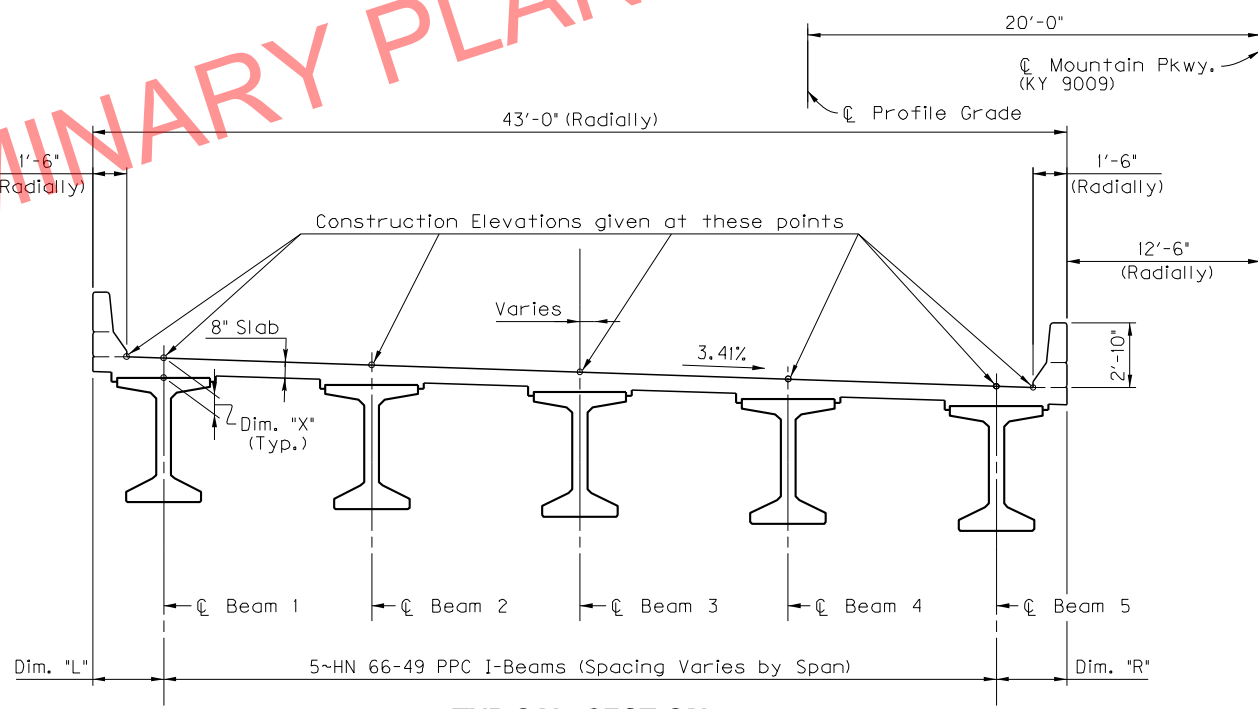 MINARY PLAN
20'-0"
℄ Mountain Pkwy.
(KY 9009)
℄ Profile Grade
43'-0" (Radially)
1'-6"
Radially)
1'-6"
(Radially)
Construction Elevations given at these points
12'-6"
(Radially)
Varies
8" Slab
3.41%
2'-10"
Dim. "X"
(Typ.)
℄ Beam 1
℄ Beam 2
℄ Beam 3
℄ Beam 4
℄ Beam 5
Dim. "L"
5~HN 66-49 PPC I-Beams (Spacing Varies by Span)
Dim. "R"